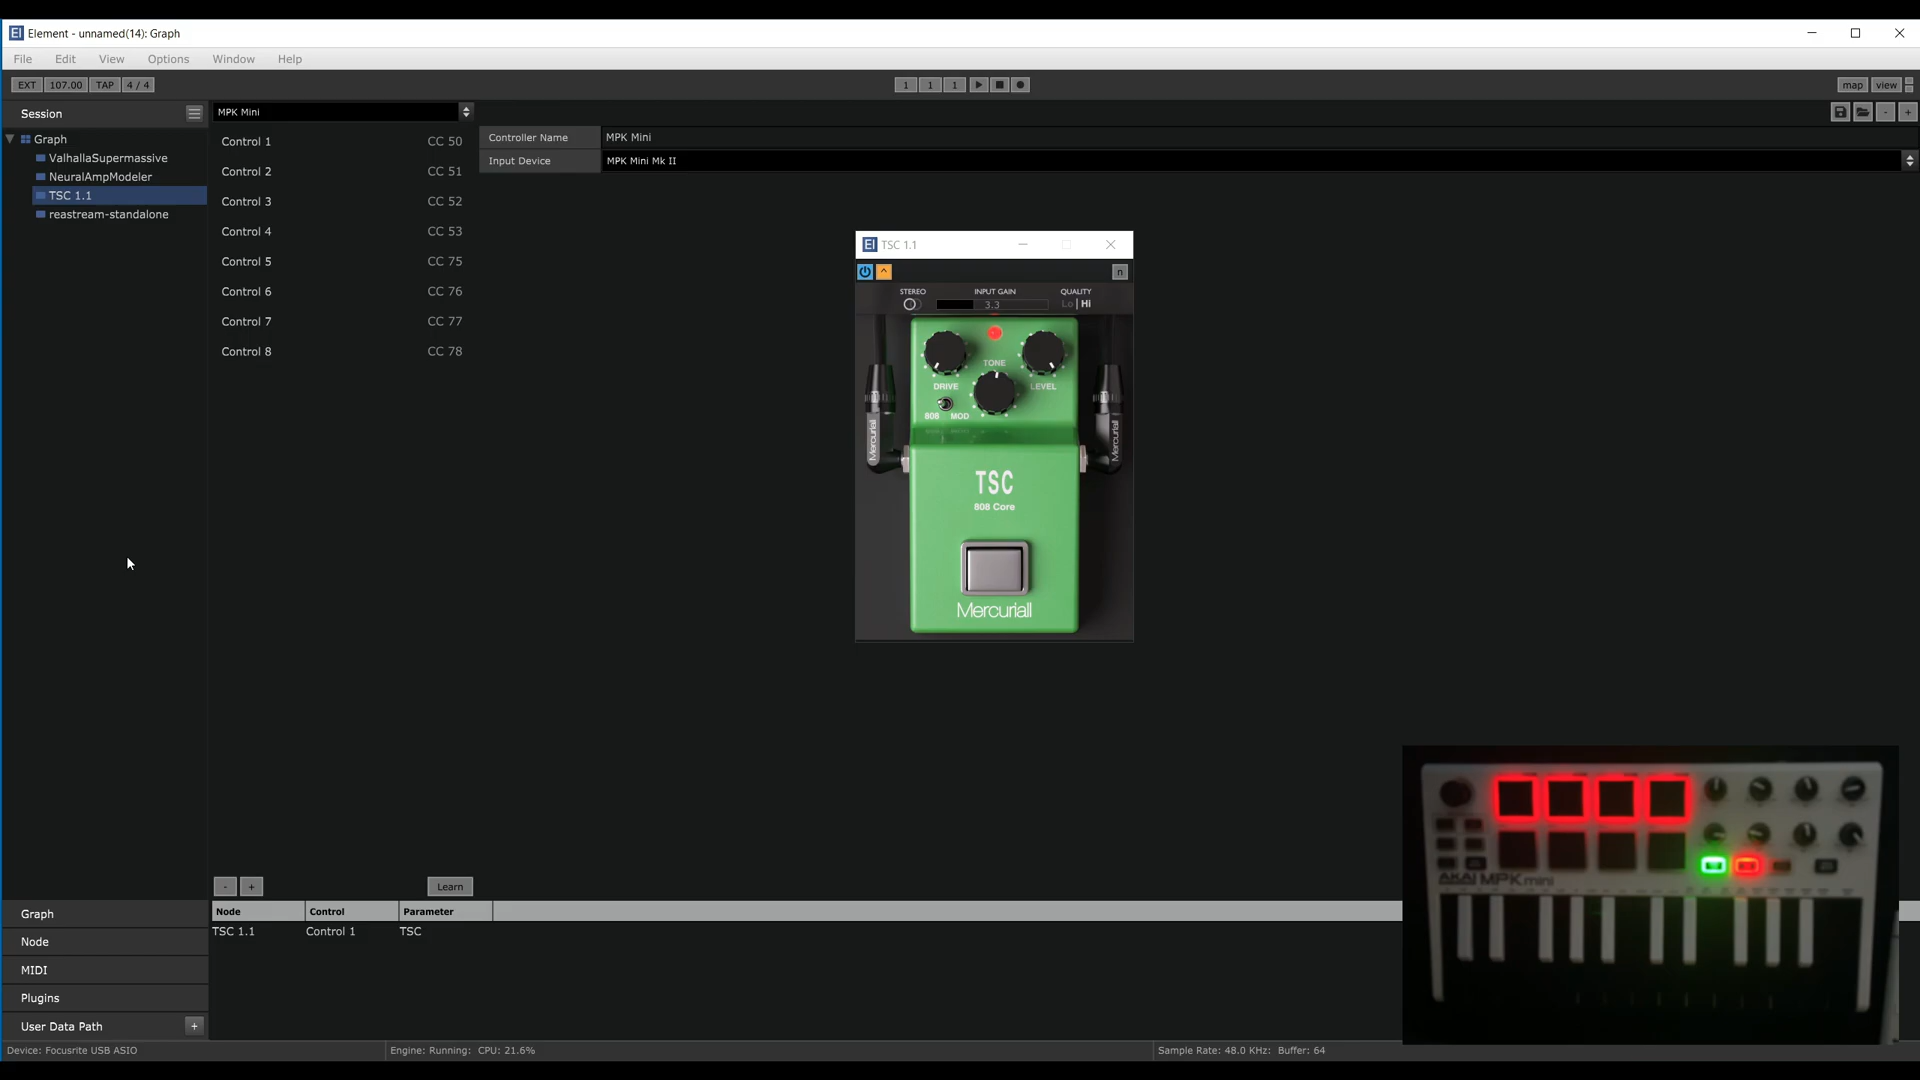 Element - unnamed(14): Graph
File Edit View Options Window Help
EXT 107.00 TAP 4 / 4 1 1 1 map view
Session MPK Mini
Graph
ValhallaSupermassive
NeuralAmpModeler
TSC 1.1
reastream-standalone
Control 1 CC 50
Control 2 CC 51
Control 3 CC 52
Control 4 CC 53
Control 5 CC 75
Control 6 CC 76
Control 7 CC 77
Control 8 CC 78
Controller Name MPK Mini
Input Device MPK Mini Mk II
EI TSC 1.1
n
STEREO INPUT GAIN QUALITY
3.3 Lo | Hi
TONE
DRIVE LEVEL
808 MOD
Mercuriall Mercuriall
TSC
808 Core
Mercuriall
AKAI MPKmini
- + Learn
Node Control Parameter
TSC 1.1 Control 1 TSC
Graph
Node
MIDI
Plugins
User Data Path +
Device: Focusrite USB ASIO Engine: Running: CPU: 21.6% Sample Rate: 48.0 KHz: Buffer: 64